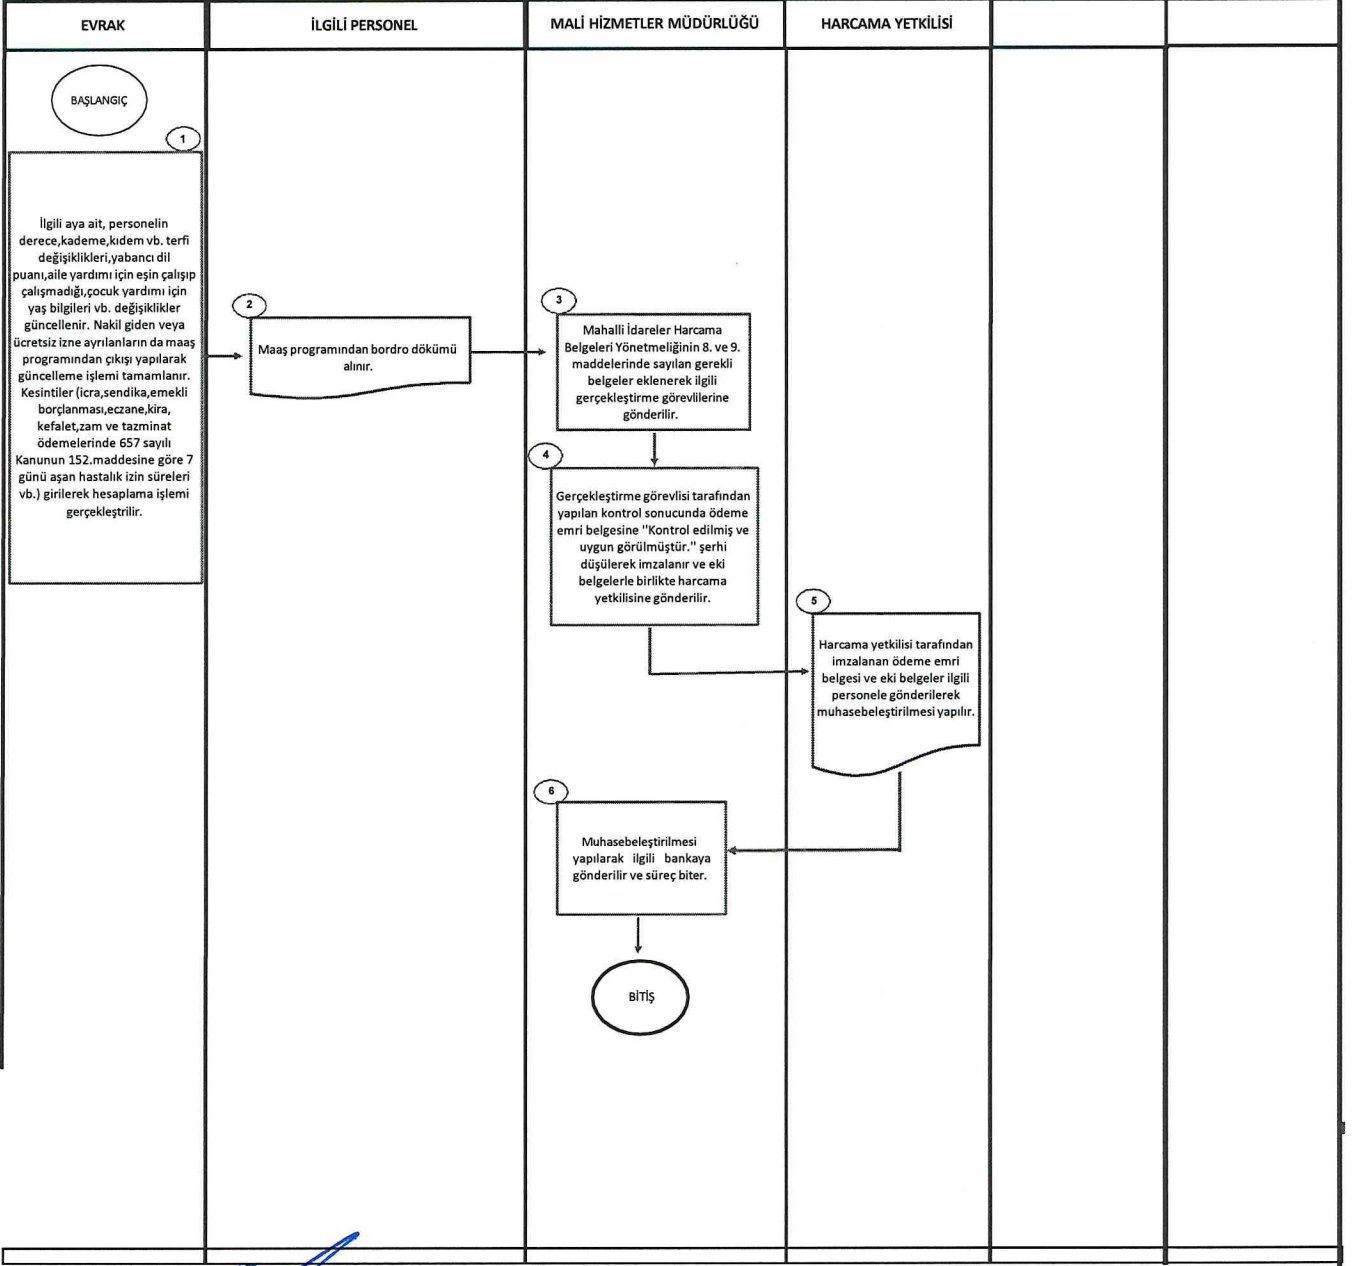 EVRAK
İLGİLİ PERSONEL
MALİ HİZMETLER MÜDÜRLÜĞÜ
HARCAMA YETKİLİSİ
BAŞLANGIÇ
1
İlgili aya ait, personelin
derece,kademe,kıdem vb. terfi
değişiklikleri,yabancı dil
puanı,aile yardımı için eşin çalışıp
çalışmadığı,çocuk yardımı için
yaş bilgileri vb. değişiklikler
güncellenir. Nakil giden veya
ücretsiz izne ayrılanların da maaş
programından çıkışı yapılarak
güncelleme işlemi tamamlanır.
Kesintiler (icra,sendika,emekli
borçlanması,eczane,kira,
kefalet,zam ve tazminat
ödemelerinde 657 sayılı
Kanunun 152.maddesine göre 7
günü aşan hastalık izin süreleri
vb.) girilerek hesaplama işlemi
gerçekleştrilir.
2
Maaş programından bordro dökümü
alınır.
3
Mahalli İdareler Harcama
Belgeleri Yönetmeliğinin 8. ve 9.
maddelerinde sayılan gerekli
belgeler eklenerek ilgili
gerçekleştirme görevlilerine
gönderilir.
4
Gerçekleştirme görevlisi tarafından
yapılan kontrol sonucunda ödeme
emri belgesine "Kontrol edilmiş ve
uygun görülmüştür." şerhi
düşülerek imzalanır ve eki
belgelerle birlikte harcama
yetkilisine gönderilir.
5
Harcama yetkilisi tarafından
imzalanan ödeme emri
belgesi ve eki belgeler ilgili
personele gönderilerek
muhasebeleştirilmesi yapılır.
6
Muhasebeleştirilmesi
yapılarak ilgili bankaya
gönderilir ve süreç biter.
BİTİŞ